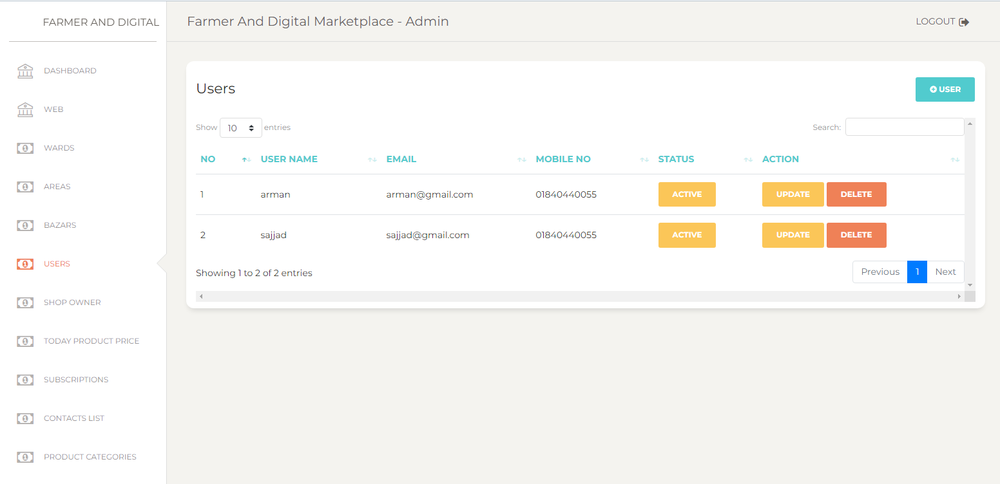 FARMER AND DIGITAL
Farmer And Digital Marketplace - Admin
LOGOUT
DASHBOARD
WEB
WARDS
AREAS
BAZARS
USERS
SHOP OWNER
TODAY PRODUCT PRICE
SUBSCRIPTIONS
CONTACTS LIST
PRODUCT CATEGORIES
Users
USER
Show 10 entries
Search:
NO USER NAME EMAIL MOBILE NO STATUS ACTION
1 arman arman@gmail.com 01840440055 ACTIVE UPDATE DELETE
2 sajjad sajjad@gmail.com 01840440055 ACTIVE UPDATE DELETE
Showing 1 to 2 of 2 entries
Previous 1 Next